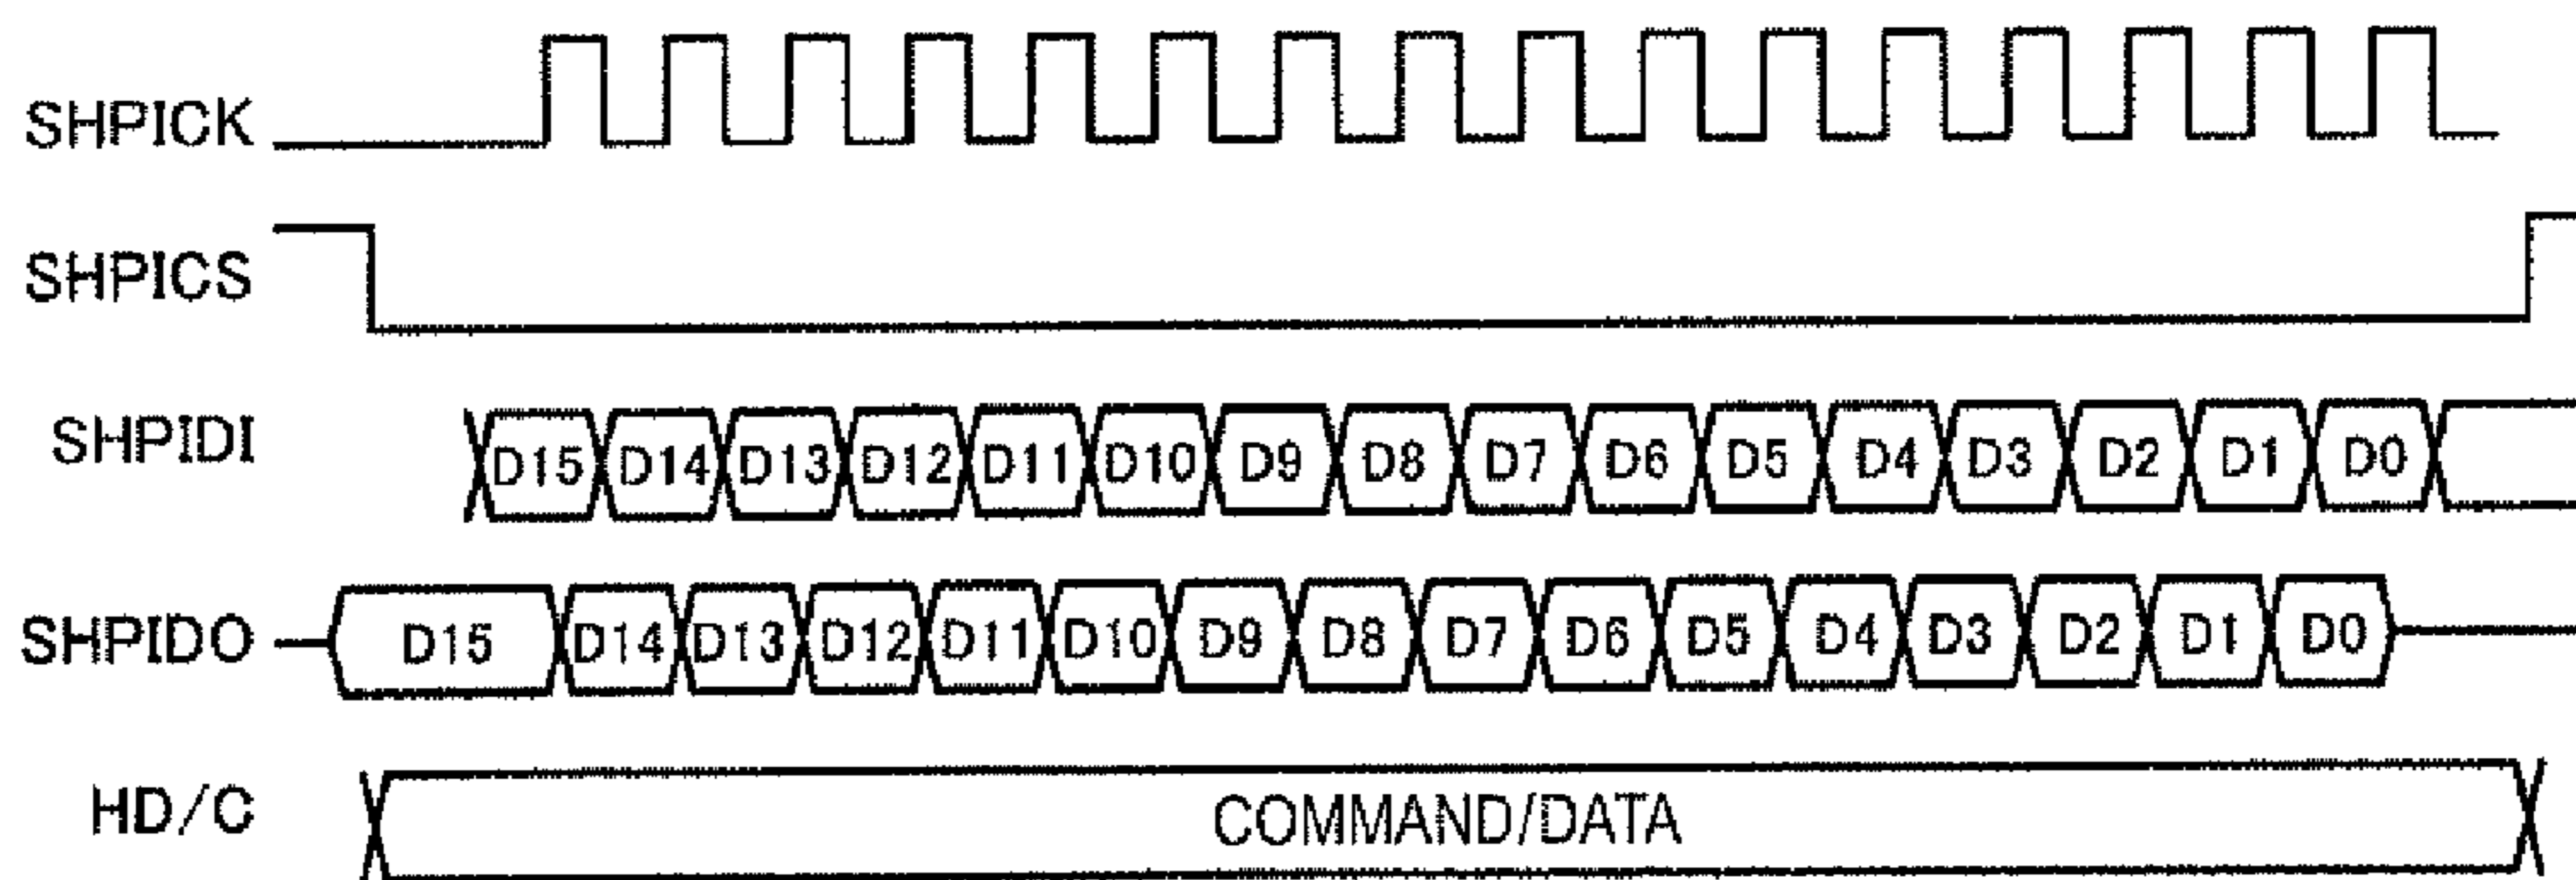 SHPICK
SHPICS
SHPIDI D15 D14 D13 D12 D11 D10 D9 D8 D7 D6 D5 D4 D3 D2 D1 D0
SHPIDO D15 D14 D13 D12 D11 D10 D9 D8 D7 D6 D5 D4 D3 D2 D1 D0
HD/C COMMAND/DATA